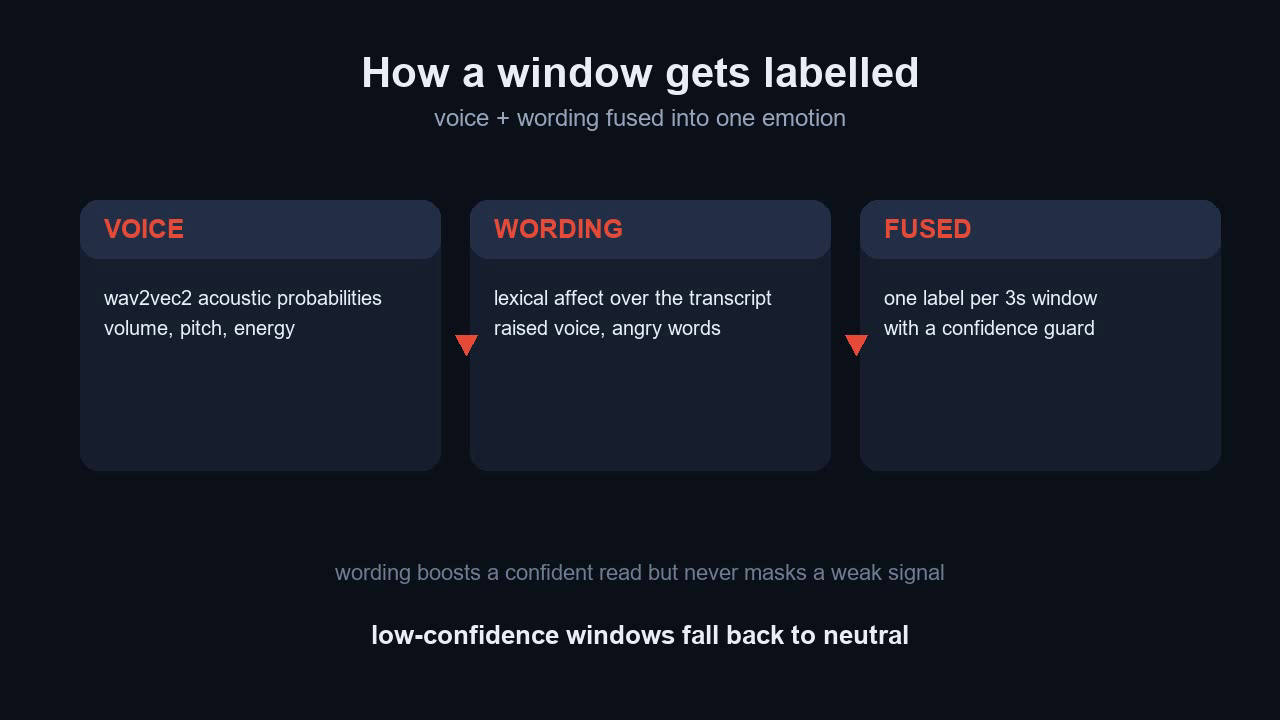 How a window gets labelled
voice + wording fused into one emotion
VOICE
wav2vec2 acoustic probabilities
volume, pitch, energy
WORDING
lexical affect over the transcript
raised voice, angry words
FUSED
one label per 3s window
with a confidence guard
wording boosts a confident read but never masks a weak signal
low-confidence windows fall back to neutral